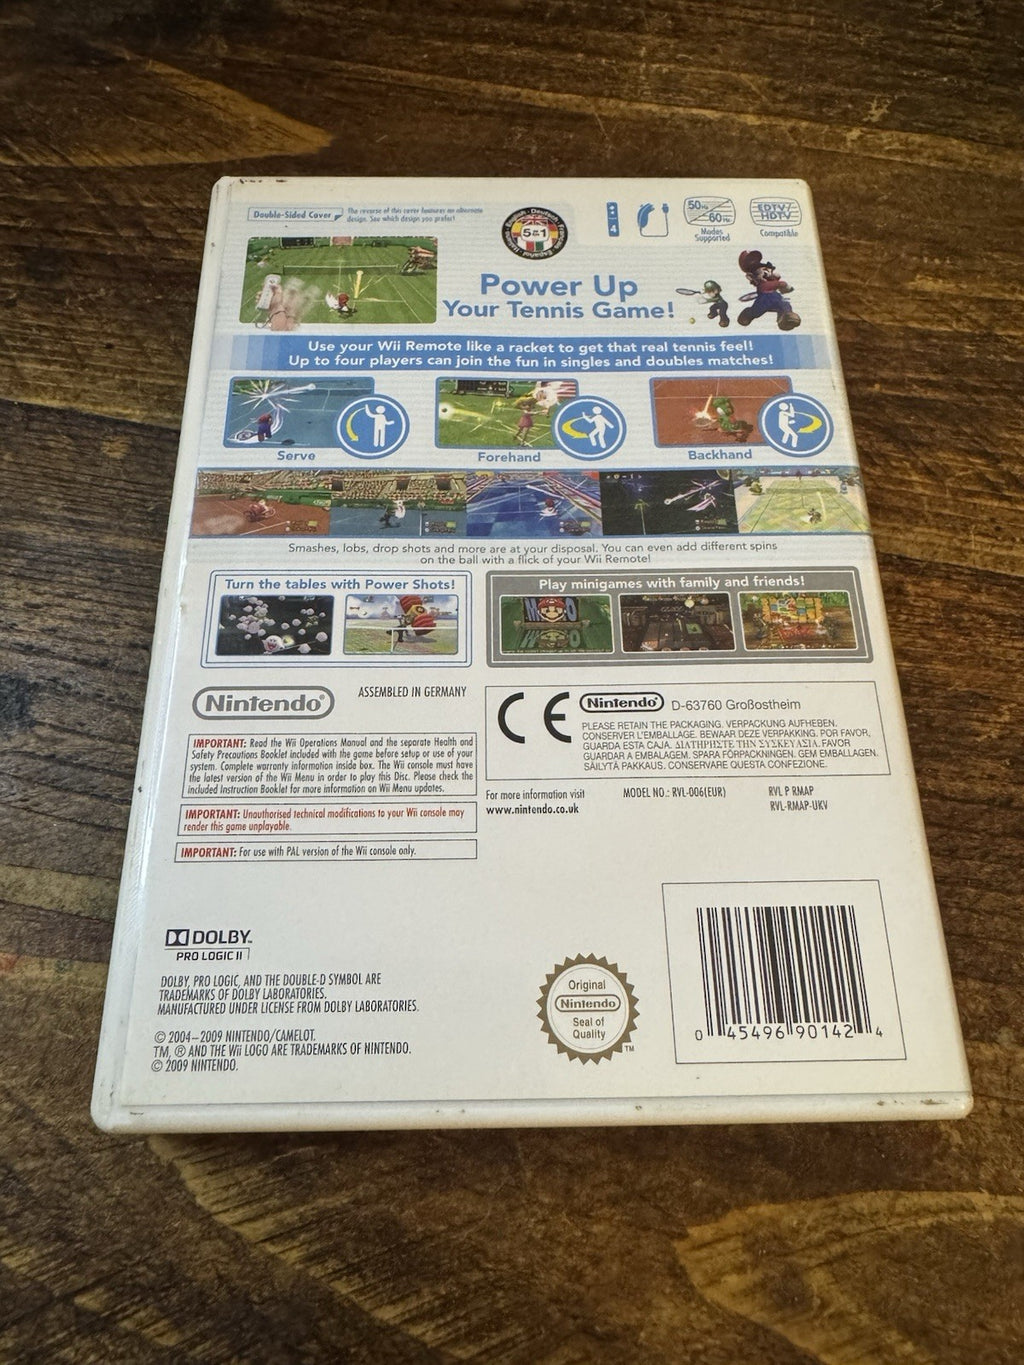 Double-Sided Cover
The reverse of this cover features an alternate
design. See which design you prefer!
English - Deutsch
Español
5 in 1
4
50Hz
60Hz
Modes
Supported
EDTV/
HDTV
Compatible
Power Up
Your Tennis Game!
Use your Wii Remote like a racket to get that real tennis feel!
Up to four players can join the fun in singles and doubles matches!
Serve
Forehand
Backhand
Smashes, lobs, drop shots and more are at your disposal. You can even add different spins
on the ball with a flick of your Wii Remote!
Turn the tables with Power Shots!
Play minigames with family and friends!
Nintendo®
ASSEMBLED IN GERMANY
IMPORTANT: Read the Wii Operations Manual and the separate Health and
Safety Precautions Booklet included with the game before setup or use of your
system. Complete warranty information inside box. The Wii console must have
the latest version of the Wii Menu in order to play this Disc. Please check the
included Instruction Booklet for more information on Wii Menu updates.
IMPORTANT: Unauthorised technical modifications to your Wii console may
render this game unplayable.
IMPORTANT: For use with PAL version of the Wii console only.
CE Nintendo® D-63760 Großostheim
PLEASE RETAIN THE PACKAGING. VERPACKUNG AUFHEBEN.
CONSERVER L'EMBALLAGE. BEWAAR DEZE VERPAKKING. POR FAVOR,
GUARDA ESTA CAJA. ΔΙΑΤΗΡΗΣΤΕ ΤΗΝ ΣΥΣΚΕΥΑΣΙΑ. FAVOR
GUARDAR A EMBALAGEM. SPARA FÖRPACKNINGEN. GEM EMBALLAGEN.
SÄILYTÄ PAKKAUS. CONSERVARE QUESTA CONFEZIONE.
For more information visit
www.nintendo.co.uk
MODEL NO.: RVL-006(EUR)
RVL P RMAP
RVL-RMAP-UKV
DOLBY™
PRO LOGIC II
DOLBY, PRO LOGIC, AND THE DOUBLE-D SYMBOL ARE
TRADEMARKS OF DOLBY LABORATORIES.
MANUFACTURED UNDER LICENSE FROM DOLBY LABORATORIES.
© 2004–2009 NINTENDO/CAMELOT.
TM, ® AND THE Wii LOGO ARE TRADEMARKS OF NINTENDO.
© 2009 NINTENDO.
Original
Nintendo
Seal of
Quality
TM
0 45496 90142 4